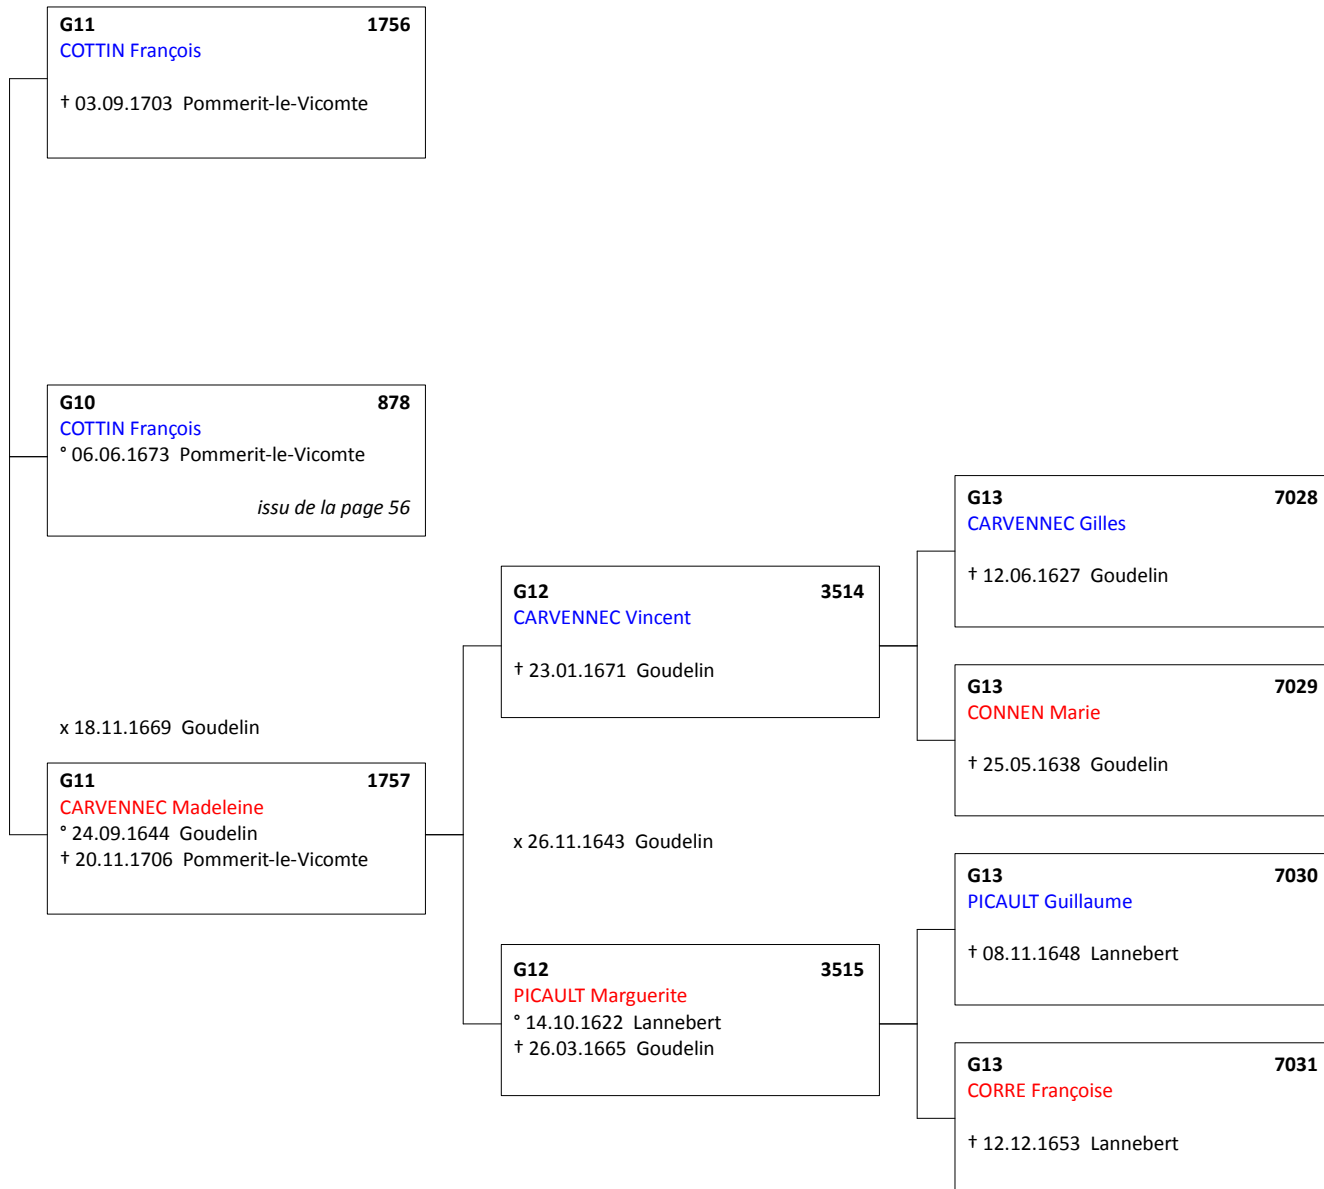 G11 1756
COTTIN François
† 03.09.1703 Pommerit-le-Vicomte
G10 878
COTTIN François
° 06.06.1673 Pommerit-le-Vicomte
issu de la page 56
x 18.11.1669 Goudelin
G11 1757
CARVENNEC Madeleine
° 24.09.1644 Goudelin
† 20.11.1706 Pommerit-le-Vicomte
G12 3514
CARVENNEC Vincent
† 23.01.1671 Goudelin
x 26.11.1643 Goudelin
G12 3515
PICAULT Marguerite
° 14.10.1622 Lannebert
† 26.03.1665 Goudelin
G13 7028
CARVENNEC Gilles
† 12.06.1627 Goudelin
G13 7029
CONNEN Marie
† 25.05.1638 Goudelin
G13 7030
PICAULT Guillaume
† 08.11.1648 Lannebert
G13 7031
CORRE Françoise
† 12.12.1653 Lannebert